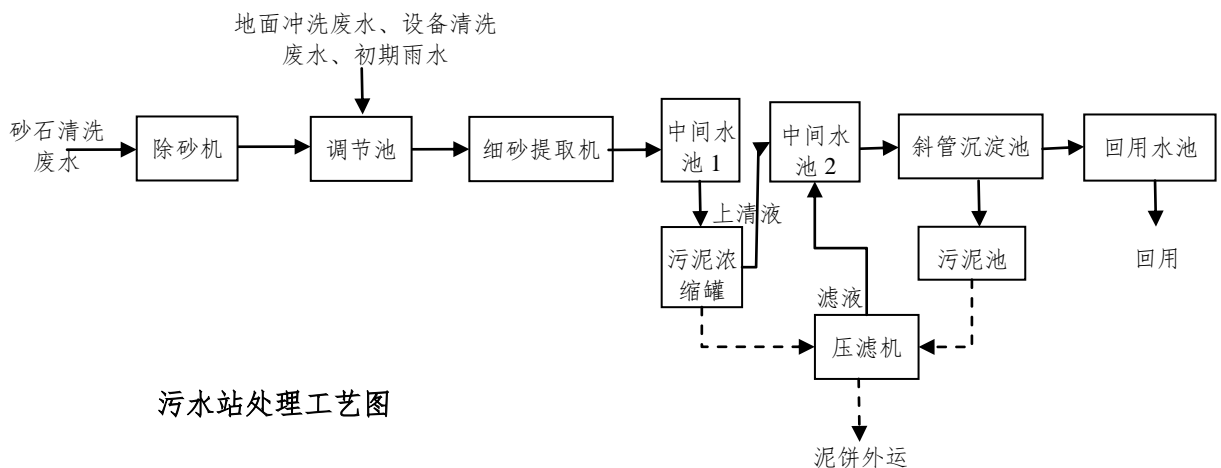 地面冲洗废水、设备清洗
废水、初期雨水
砂石清洗
废水
除砂机
调节池
细砂提取机
中间水
池 1
中间水
池 2
斜管沉淀池
回用水池
上清液
污泥浓
缩罐
污泥池
回用
滤液
压滤机
污水站处理工艺图
泥饼外运